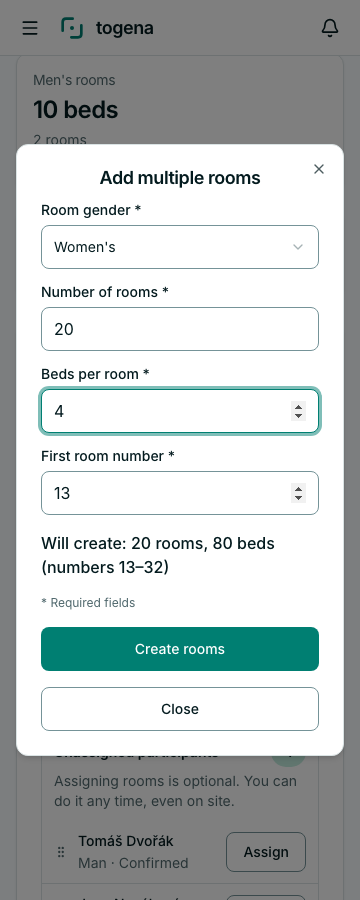 togena
Men's rooms
10 beds
2 rooms
Add multiple rooms
Room gender *
Women's
Number of rooms *
20
Beds per room *
4
First room number *
13
Will create: 20 rooms, 80 beds
(numbers 13–32)
* Required fields
Create rooms
Close
Assigning rooms is optional. You can
do it any time, even on site.
Tomáš Dvořák
Man · Confirmed
Assign